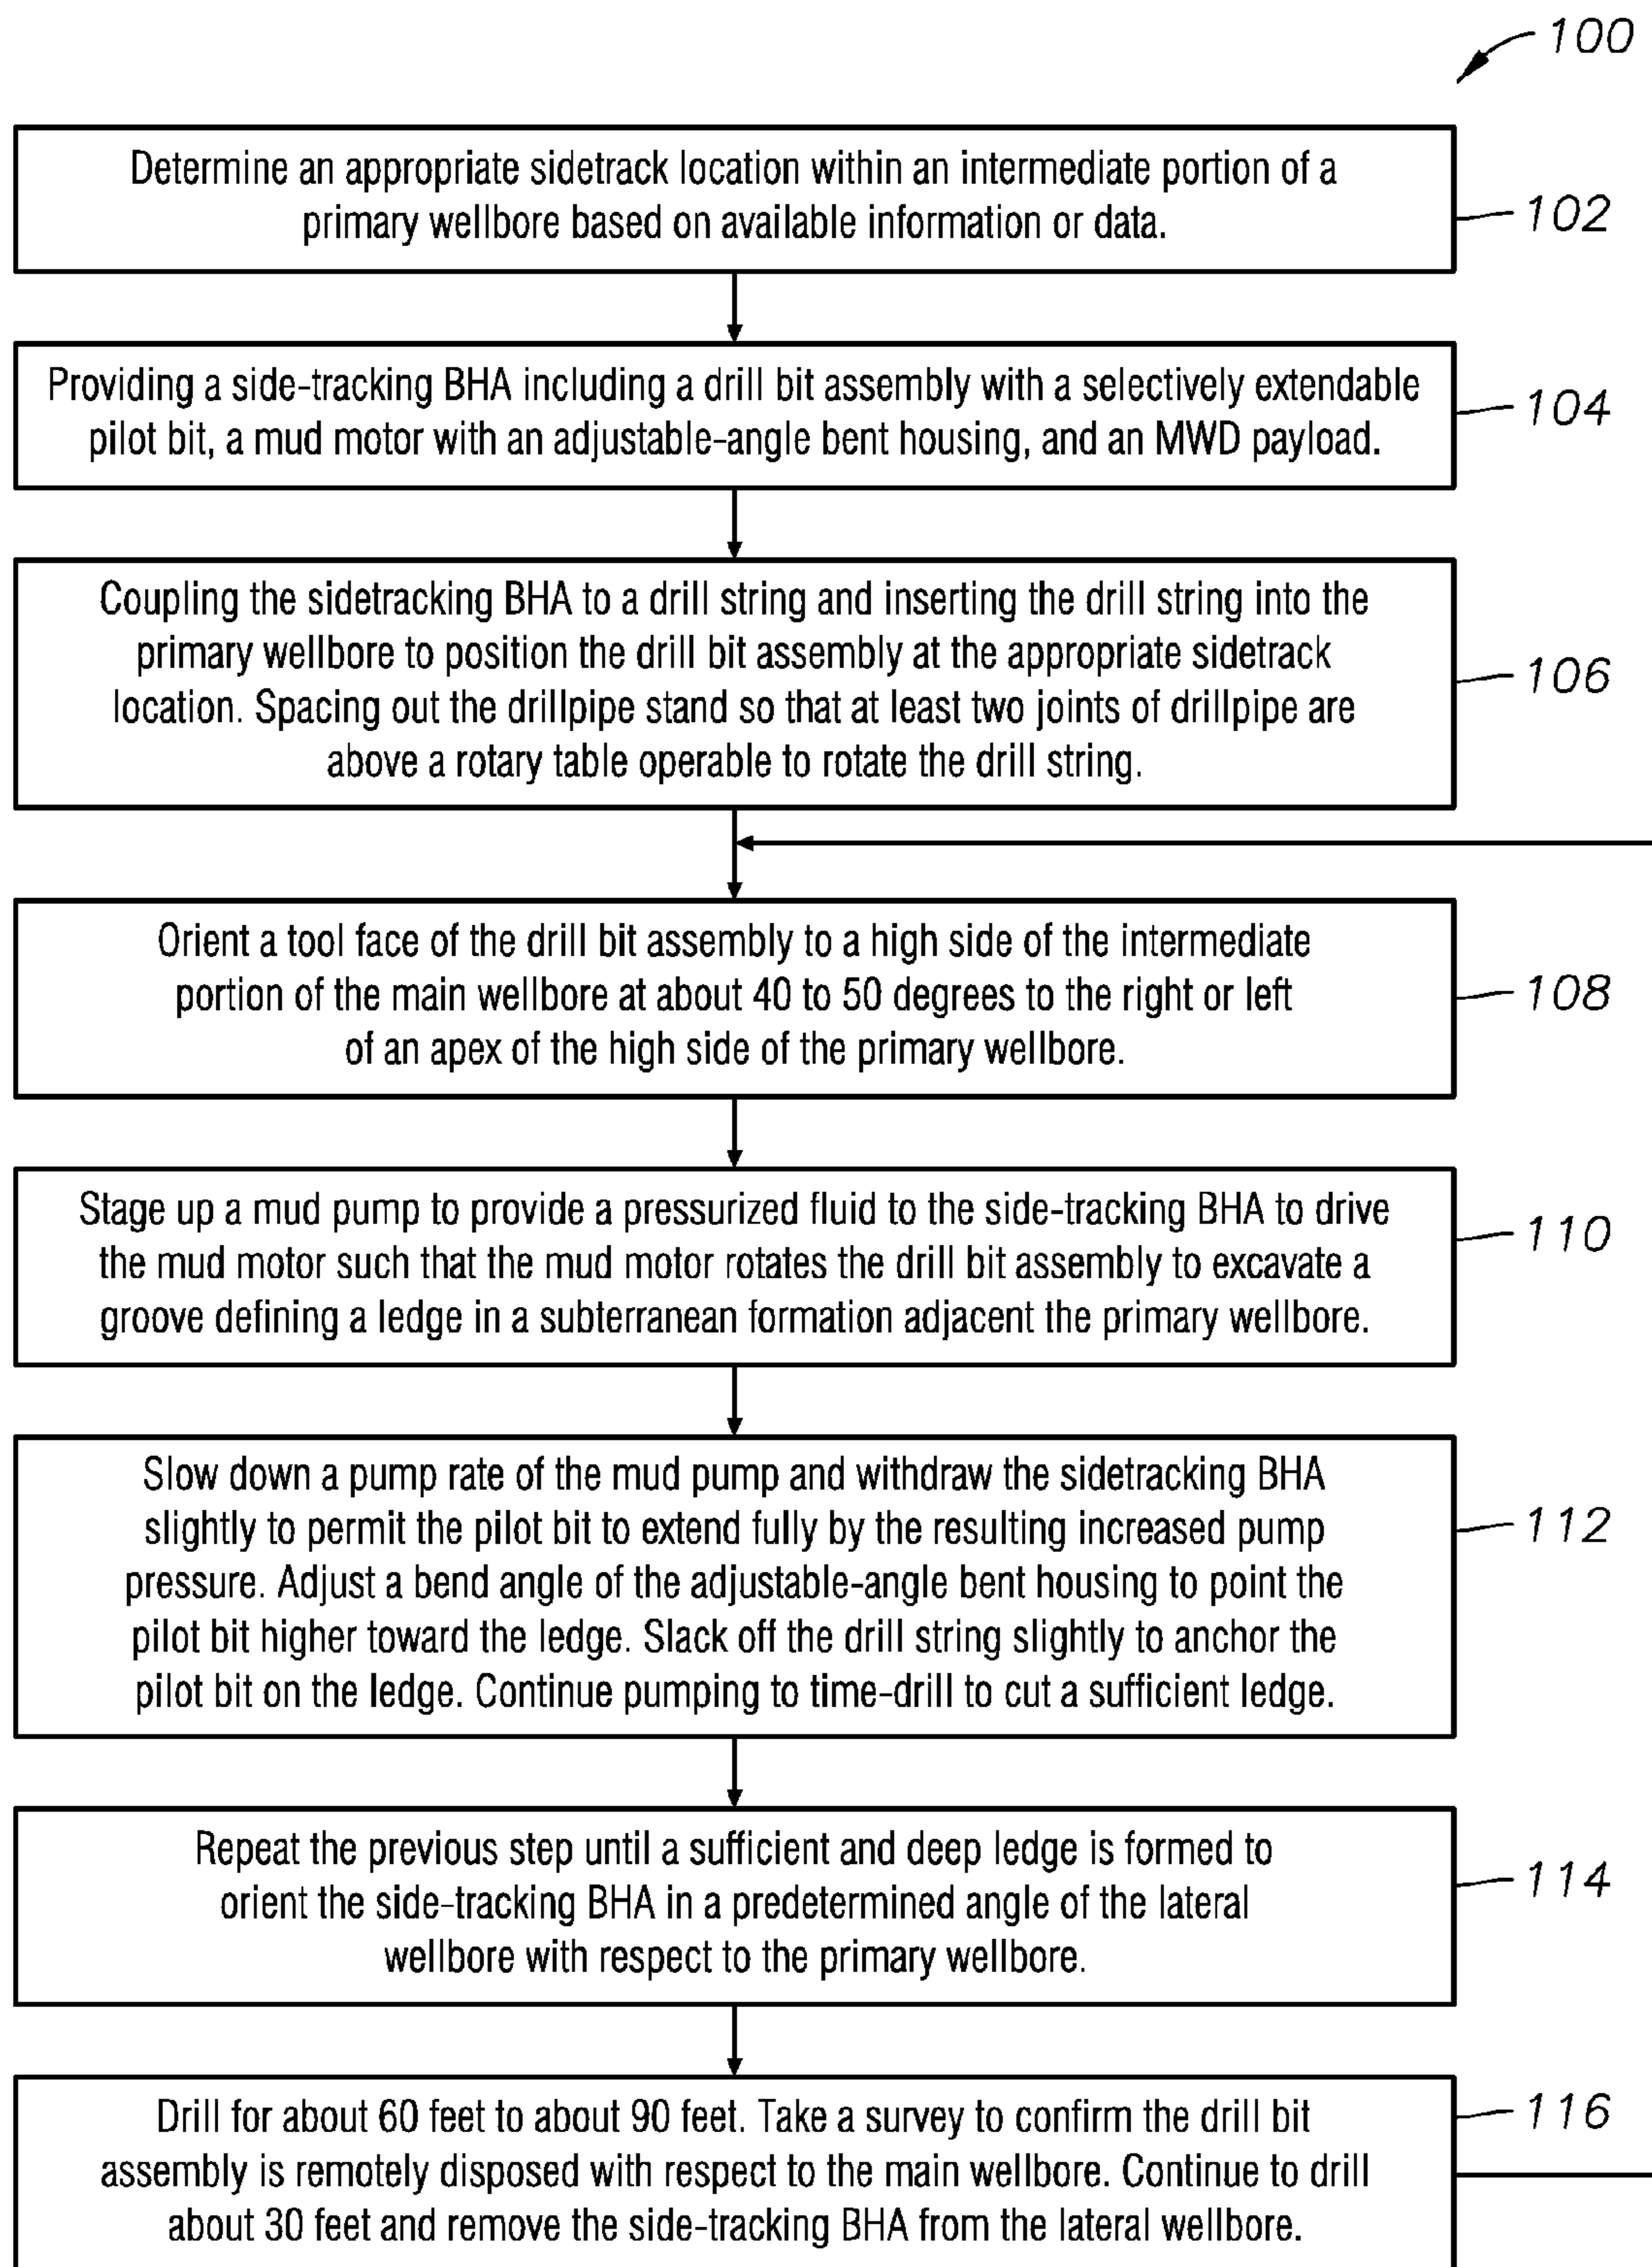 100
Determine an appropriate sidetrack location within an intermediate portion of a
primary wellbore based on available information or data.
102
Providing a side-tracking BHA including a drill bit assembly with a selectively extendable
pilot bit, a mud motor with an adjustable-angle bent housing, and an MWD payload.
104
Coupling the sidetracking BHA to a drill string and inserting the drill string into the
primary wellbore to position the drill bit assembly at the appropriate sidetrack
location. Spacing out the drillpipe stand so that at least two joints of drillpipe are
above a rotary table operable to rotate the drill string.
106
Orient a tool face of the drill bit assembly to a high side of the intermediate
portion of the main wellbore at about 40 to 50 degrees to the right or left
of an apex of the high side of the primary wellbore.
108
Stage up a mud pump to provide a pressurized fluid to the side-tracking BHA to drive
the mud motor such that the mud motor rotates the drill bit assembly to excavate a
groove defining a ledge in a subterranean formation adjacent the primary wellbore.
110
Slow down a pump rate of the mud pump and withdraw the sidetracking BHA
slightly to permit the pilot bit to extend fully by the resulting increased pump
pressure. Adjust a bend angle of the adjustable-angle bent housing to point the
pilot bit higher toward the ledge. Slack off the drill string slightly to anchor the
pilot bit on the ledge. Continue pumping to time-drill to cut a sufficient ledge.
112
Repeat the previous step until a sufficient and deep ledge is formed to
orient the side-tracking BHA in a predetermined angle of the lateral
wellbore with respect to the primary wellbore.
114
Drill for about 60 feet to about 90 feet. Take a survey to confirm the drill bit
assembly is remotely disposed with respect to the main wellbore. Continue to drill
about 30 feet and remove the side-tracking BHA from the lateral wellbore.
116